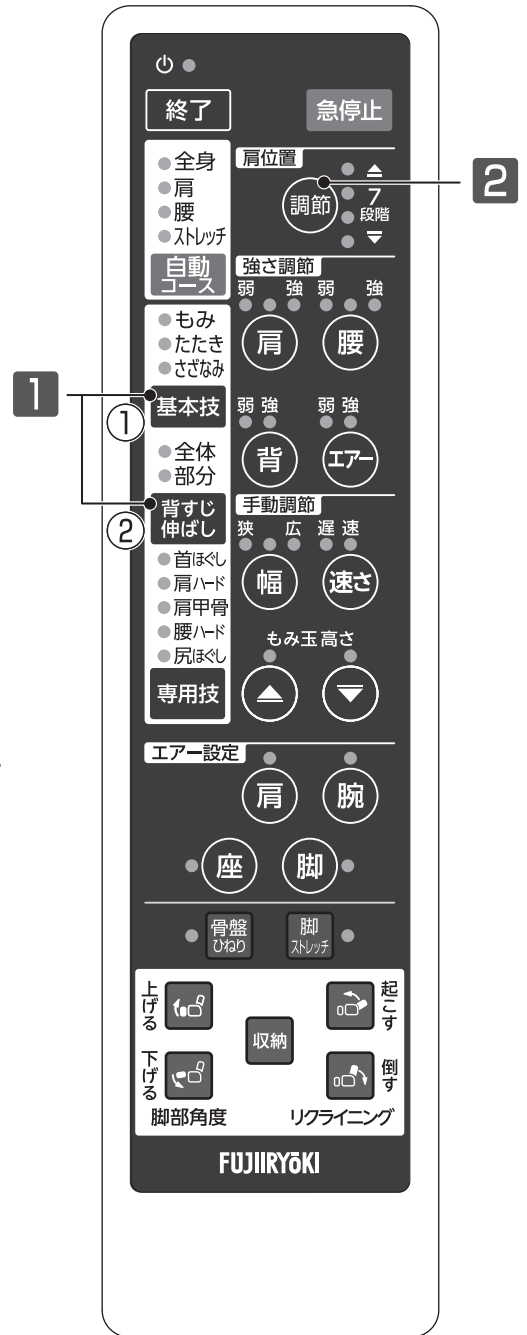 終了
急停止
全身
肩
腰
ストレッチ
自動
コース
肩位置
調節
7
段階
2
強さ調節
弱 強 弱 強
肩 腰
もみ
たたき
さざなみ
1
基本技
①
弱 強 弱 強
背 エアー
全体
部分
背すじ
伸ばし
②
手動調節
狭 広 遅 速
幅 速さ
首ほぐし
肩ハード
肩甲骨
腰ハード
尻ほぐし
専用技
もみ玉高さ
エアー設定
肩 腕
座 脚
骨盤
ひねり
脚
ストレッチ
上げる
下げる
脚部角度
収納
起こす
倒す
リクライニング
FUJIIRYŌKI